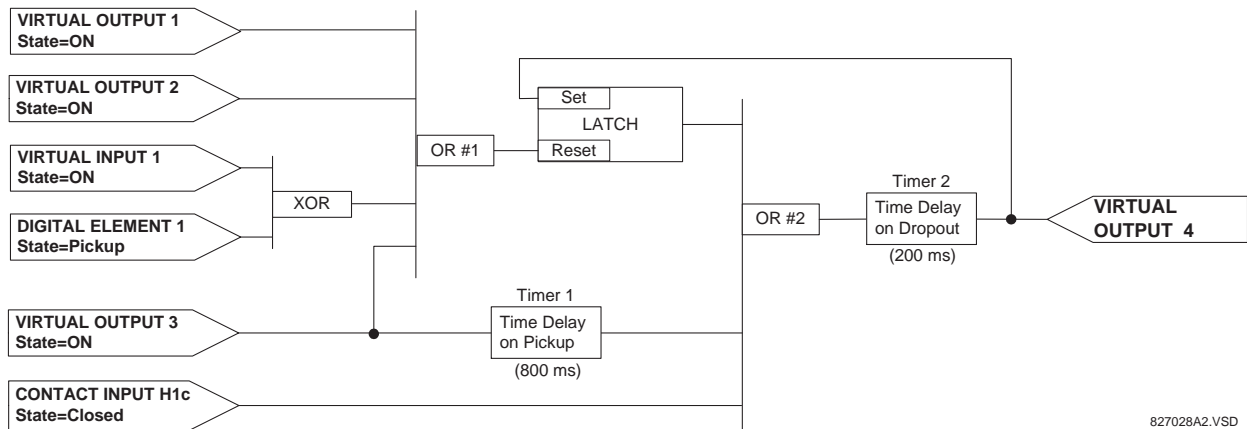 VIRTUAL OUTPUT 1
State=ON
VIRTUAL OUTPUT 2
State=ON
VIRTUAL INPUT 1
State=ON
DIGITAL ELEMENT 1
State=Pickup
VIRTUAL OUTPUT 3
State=ON
CONTACT INPUT H1c
State=Closed
XOR
OR #1
Set
LATCH
Reset
Timer 1
Time Delay
on Pickup
(800 ms)
OR #2
Timer 2
Time Delay
on Dropout
(200 ms)
VIRTUAL
OUTPUT 4
827028A2.VSD